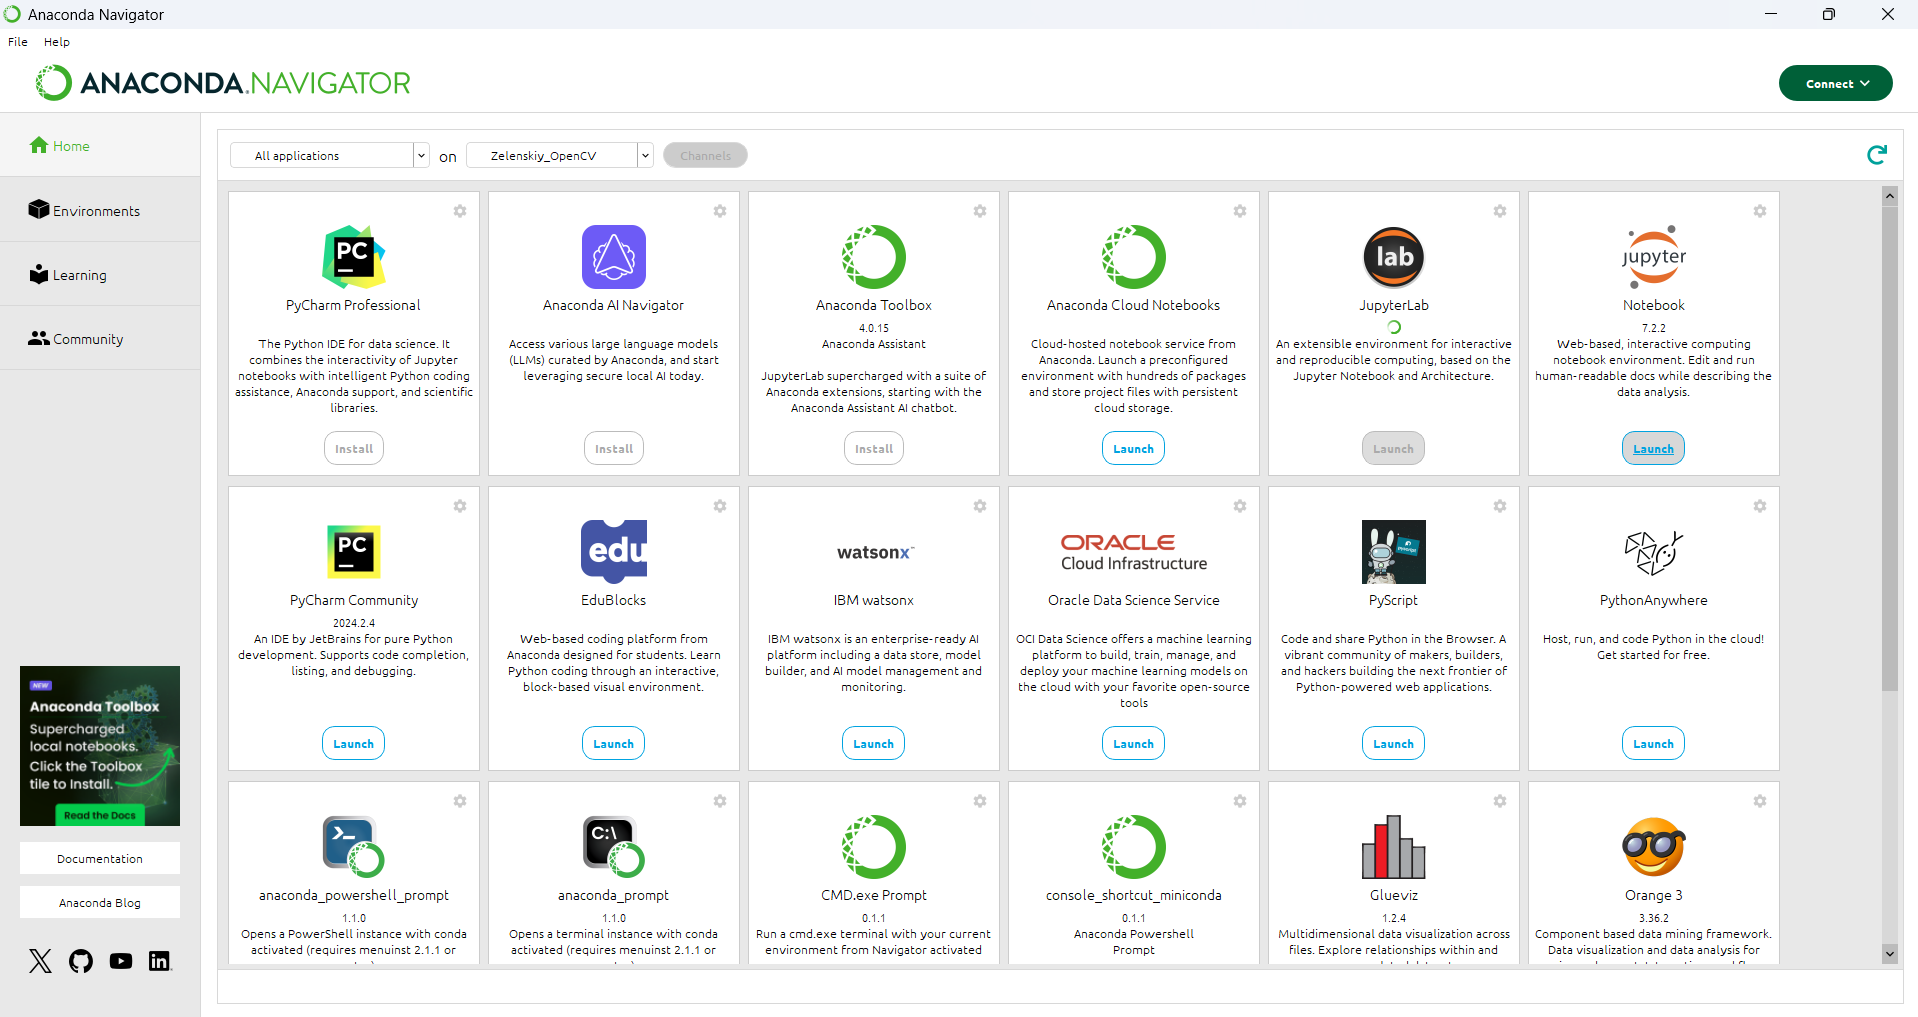 Anaconda Navigator
File Help
ANACONDA.NAVIGATOR
Connect
Home
Environments
Learning
Community
NEW
Anaconda Toolbox
Supercharged
local notebooks.
Click the Toolbox
tile to Install.
Read the Docs
Documentation
Anaconda Blog
All applications on Zelenskiy_OpenCV Channels
PC
PyCharm Professional
The Python IDE for data science. It
combines the interactivity of Jupyter
notebooks with intelligent Python coding
assistance, Anaconda support, and scientific
libraries.
Install
Anaconda AI Navigator
Access various large language models
(LLMs) curated by Anaconda, and start
leveraging secure local AI today.
Install
Anaconda Toolbox
4.0.15
Anaconda Assistant
JupyterLab supercharged with a suite of
Anaconda extensions, starting with the
Anaconda Assistant AI chatbot.
Install
Anaconda Cloud Notebooks
Cloud-hosted notebook service from
Anaconda. Launch a preconfigured
environment with hundreds of packages
and store project files with persistent
cloud storage.
Launch
lab
JupyterLab
An extensible environment for interactive
and reproducible computing, based on the
Jupyter Notebook and Architecture.
Launch
jupyter
Notebook
7.2.2
Web-based, interactive computing
notebook environment. Edit and run
human-readable docs while describing the
data analysis.
Launch
PC
PyCharm Community
2024.2.4
An IDE by JetBrains for pure Python
development. Supports code completion,
listing, and debugging.
Launch
edu
EduBlocks
Web-based coding platform from
Anaconda designed for students. Learn
Python coding through an interactive,
block-based visual environment.
Launch
watsonx™
IBM watsonx
IBM watsonx is an enterprise-ready AI
platform including a data store, model
builder, and AI model management and
monitoring.
Launch
ORACLE
Cloud Infrastructure
Oracle Data Science Service
OCI Data Science offers a machine learning
platform to build, train, manage, and
deploy your machine learning models on
the cloud with your favorite open-source
tools
Launch
PyScript
Code and share Python in the Browser. A
vibrant community of makers, builders,
and hackers building the next frontier of
Python-powered web applications.
Launch
PythonAnywhere
Host, run, and code Python in the cloud!
Get started for free.
Launch
anaconda_powershell_prompt
1.1.0
Opens a PowerShell instance with conda
activated (requires menuinst 2.1.1 or
C:\
anaconda_prompt
1.1.0
Opens a terminal instance with conda
activated (requires menuinst 2.1.1 or
CMD.exe Prompt
0.1.1
Run a cmd.exe terminal with your current
environment from Navigator activated
console_shortcut_miniconda
0.1.1
Anaconda Powershell
Prompt
Glueviz
1.2.4
Multidimensional data visualization across
files. Explore relationships within and
Orange 3
3.36.2
Component based data mining framework.
Data visualization and data analysis for